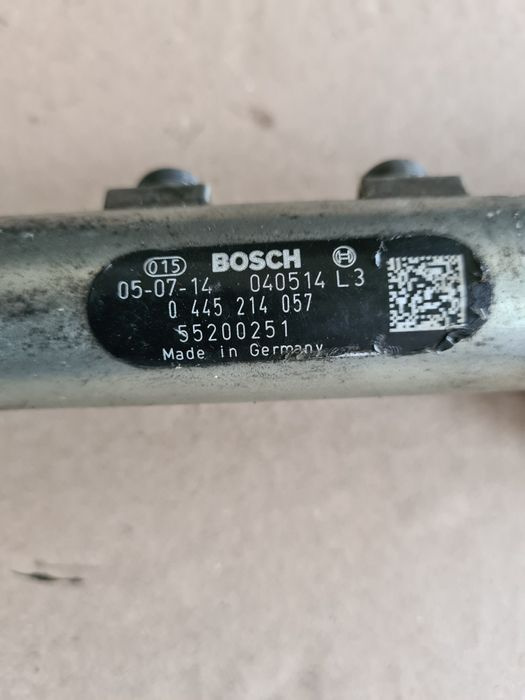 015 BOSCH
05-07-14 040514 L3
0 445 214 057
55200251
Made in Germany